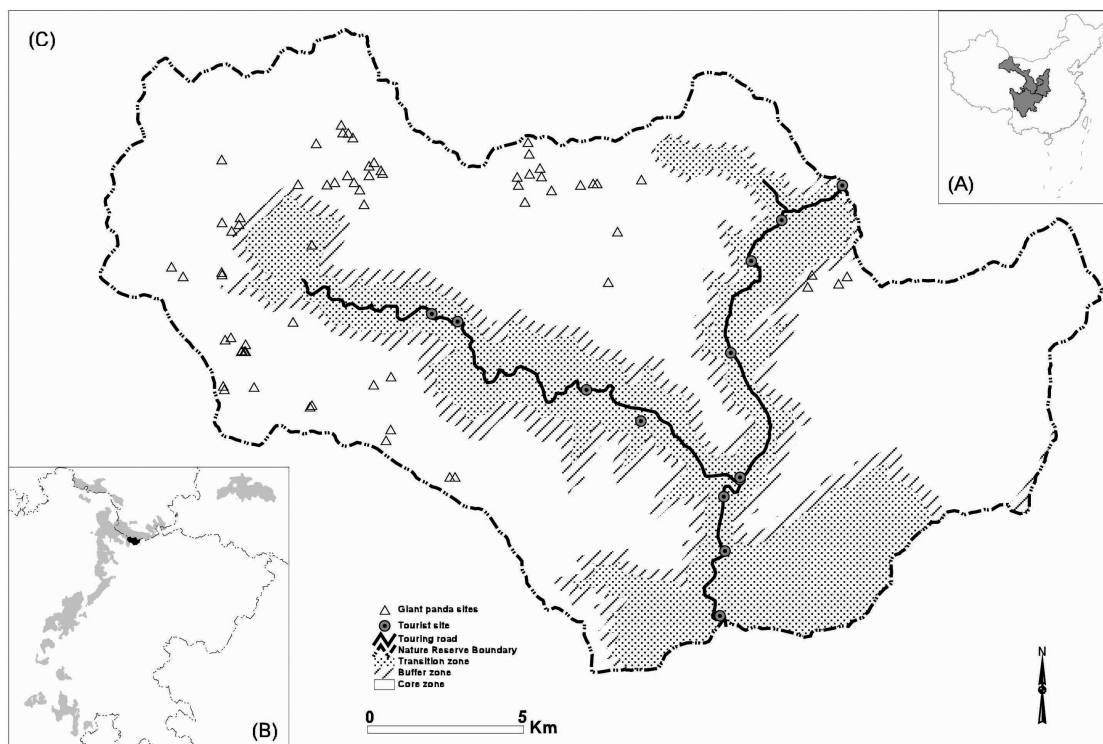 (C)
(A)
(B)
Giant panda sites
Tourist site
Touring road
Nature Reserve Boundary
Transition zone
Buffer zone
Core zone
0 5
Km
N